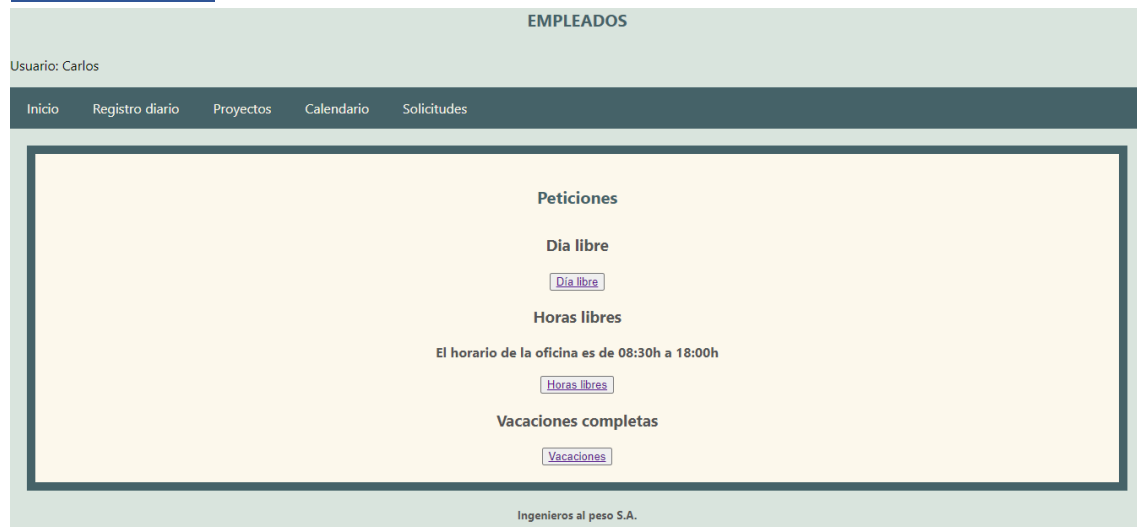 EMPLEADOS
Usuario: Carlos
Inicio Registro diario Proyectos Calendario Solicitudes
Peticiones
Dia libre
Día libre
Horas libres
El horario de la oficina es de 08:30h a 18:00h
Horas libres
Vacaciones completas
Vacaciones
Ingenieros al peso S.A.